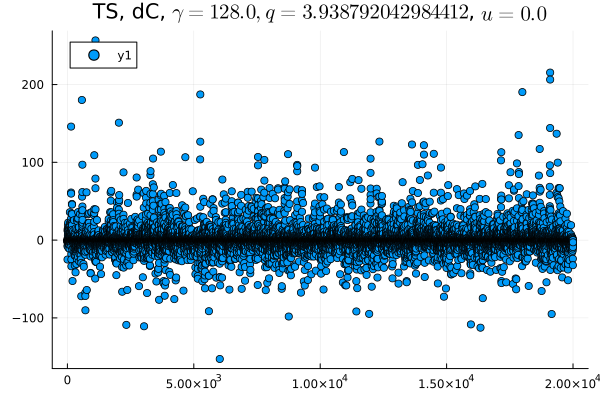 TS, dC, γ = 128.0, q = 3.938792042984412, u = 0.0
y1
200
100
0
−100
0 5.00×10³ 1.00×10⁴ 1.50×10⁴ 2.00×10⁴